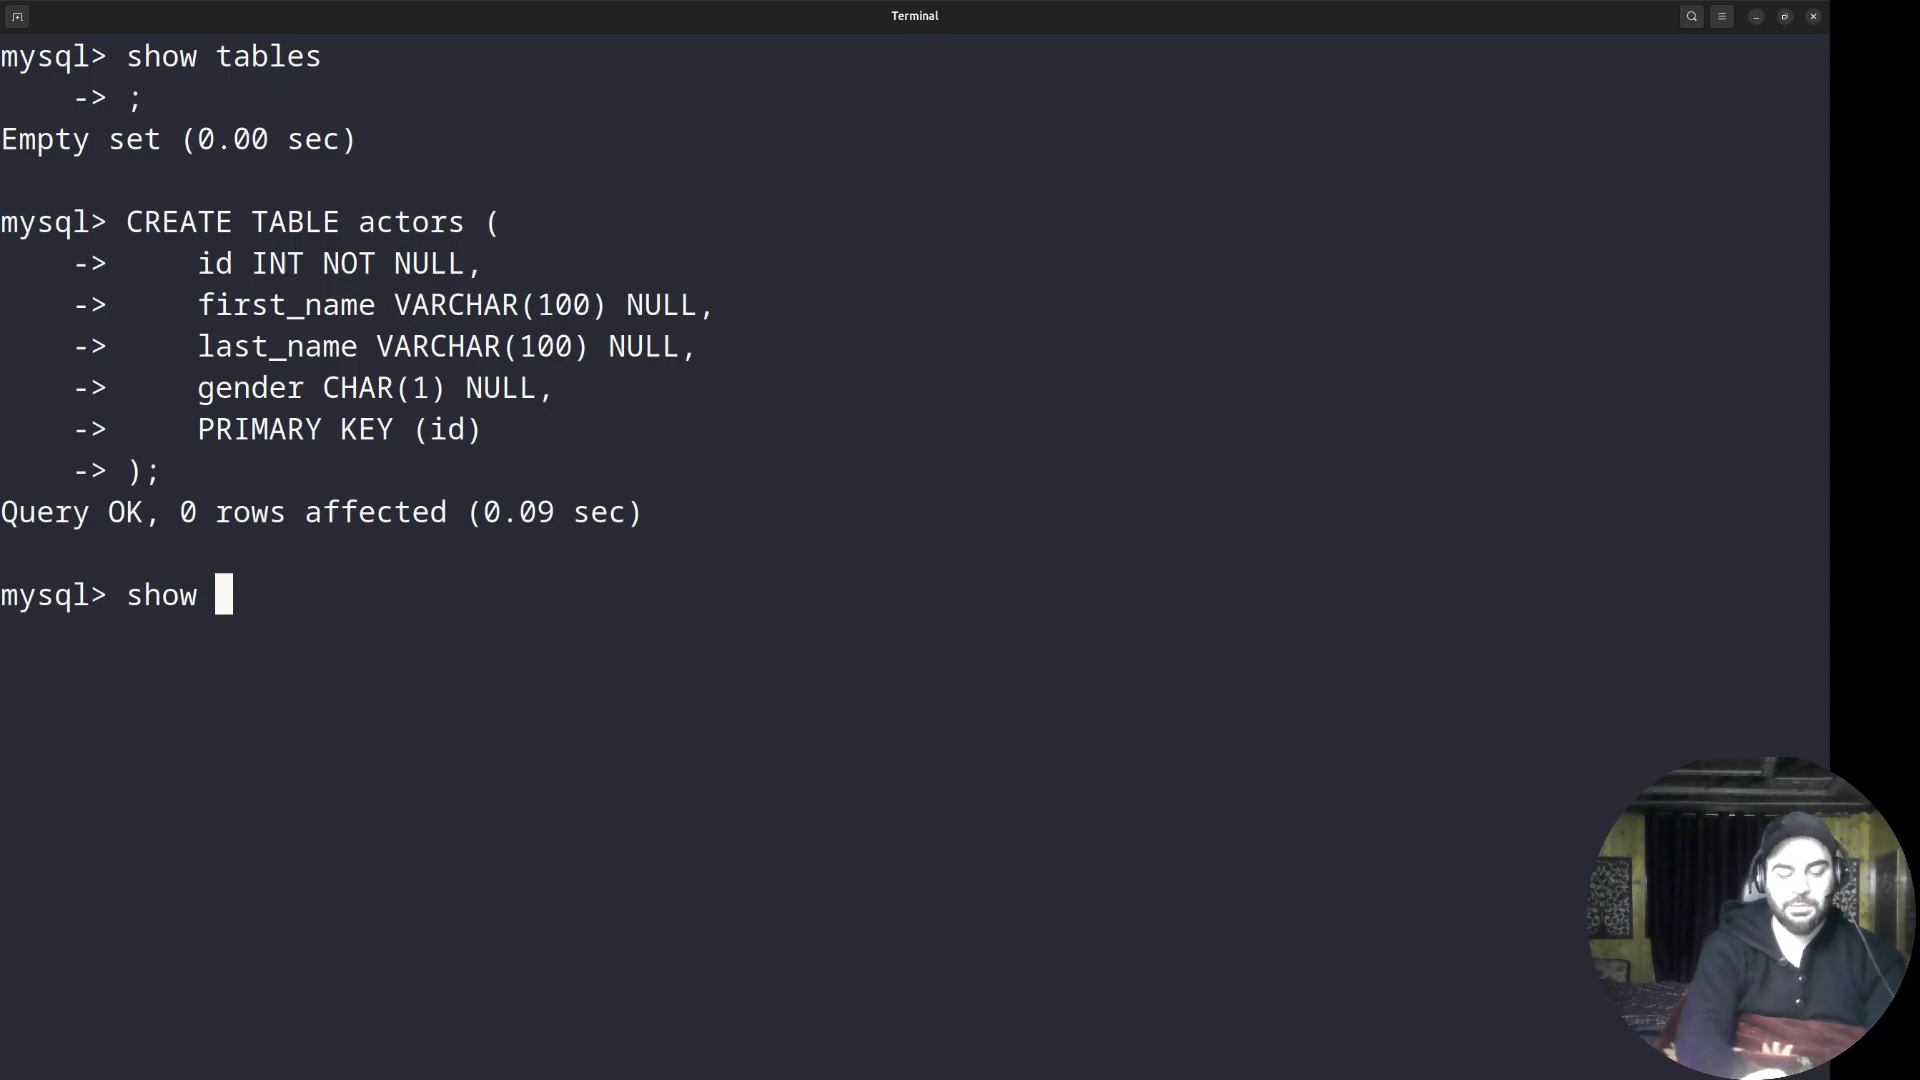 Terminal
mysql> show tables
    -> ;
Empty set (0.00 sec)
mysql> CREATE TABLE actors (
    ->     id INT NOT NULL,
    ->     first_name VARCHAR(100) NULL,
    ->     last_name VARCHAR(100) NULL,
    ->     gender CHAR(1) NULL,
    ->     PRIMARY KEY (id)
    -> );
Query OK, 0 rows affected (0.09 sec)
mysql> show